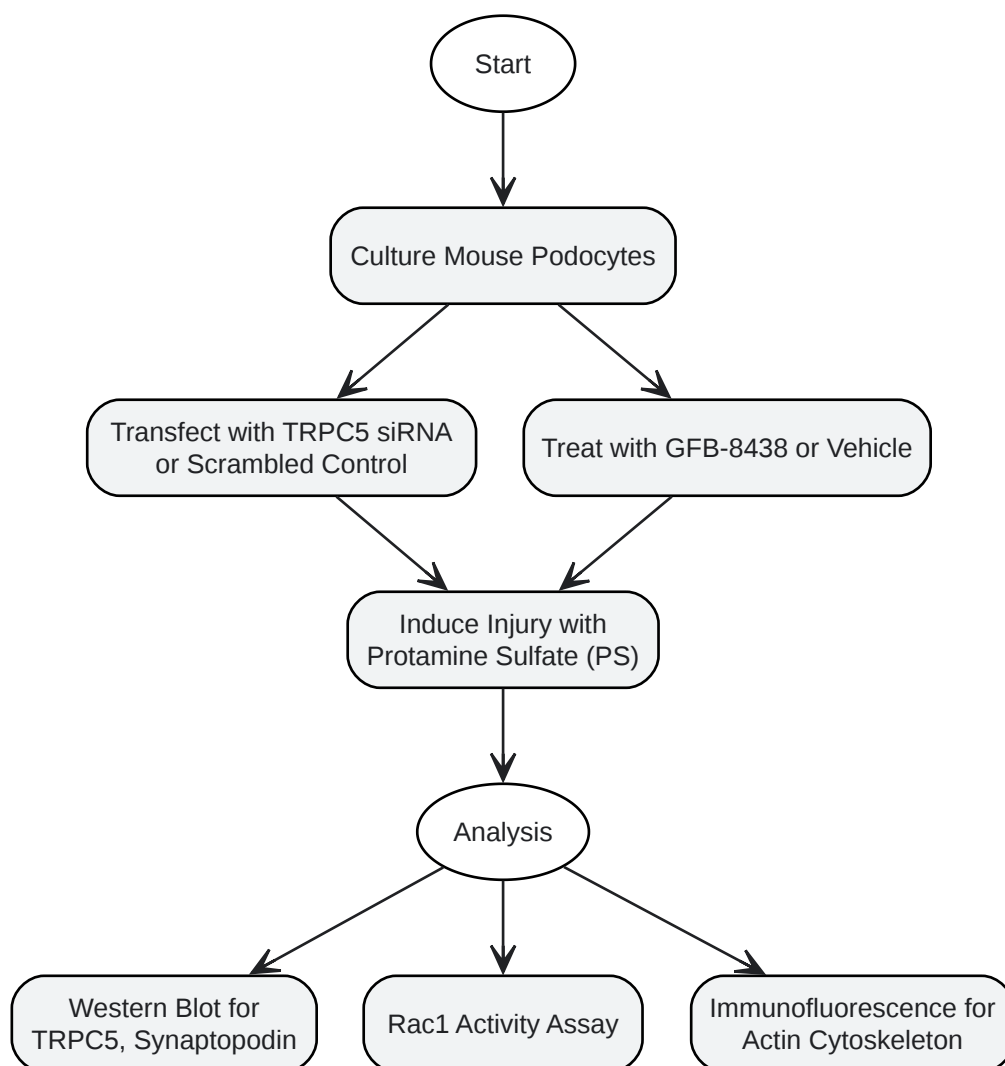 Start
Culture Mouse Podocytes
Transfect with TRPC5 siRNA
or Scrambled Control
Treat with GFB-8438 or Vehicle
Induce Injury with
Protamine Sulfate (PS)
Analysis
Western Blot for
TRPC5, Synaptopodin
Rac1 Activity Assay
Immunofluorescence for
Actin Cytoskeleton